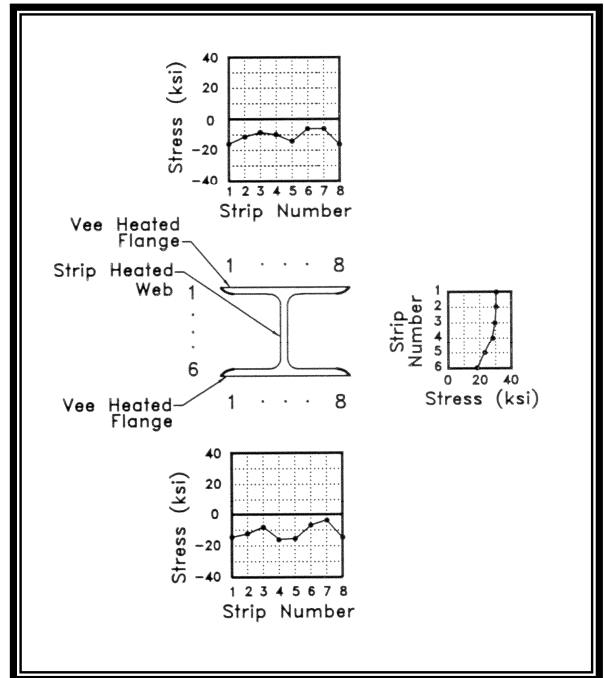 40
20
0
-20
-40
Stress (ksi)
1 2 3 4 5 6 7 8
Strip Number
Vee Heated
Flange
Strip Heated
Web
1 · · · 8
1
·
·
·
6
Vee Heated
Flange
1 · · · 8
Strip
Number
1
2
3
4
5
6
0 20 40
Stress (ksi)
40
20
0
-20
-40
Stress (ksi)
1 2 3 4 5 6 7 8
Strip Number